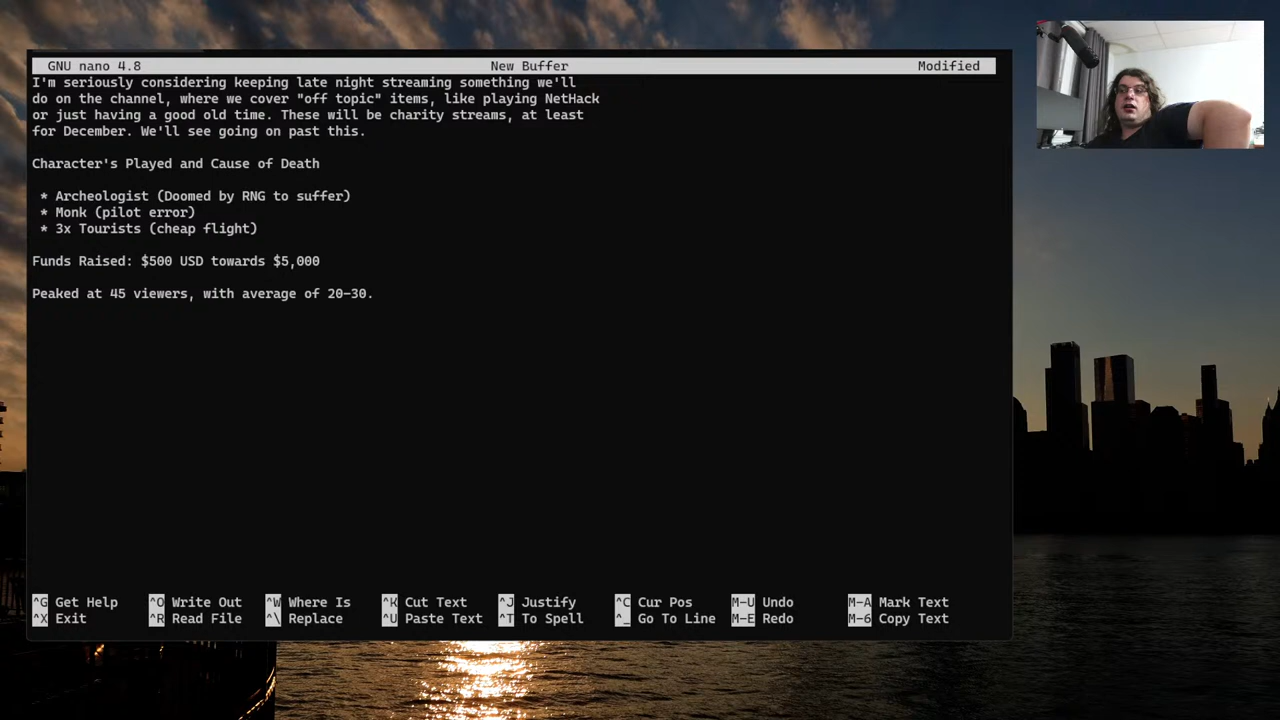 GNU nano 4.8 New Buffer Modified
I'm seriously considering keeping late night streaming something we'll
do on the channel, where we cover "off topic" items, like playing NetHack
or just having a good old time. These will be charity streams, at least
for December. We'll see going on past this.
Character's Played and Cause of Death
* Archeologist (Doomed by RNG to suffer)
* Monk (pilot error)
* 3x Tourists (cheap flight)
Funds Raised: $500 USD towards $5,000
Peaked at 45 viewers, with average of 20-30.
^G Get Help ^O Write Out ^W Where Is ^K Cut Text ^J Justify ^C Cur Pos M-U Undo M-A Mark Text
^X Exit ^R Read File ^\ Replace ^U Paste Text ^T To Spell ^_ Go To Line M-E Redo M-6 Copy Text